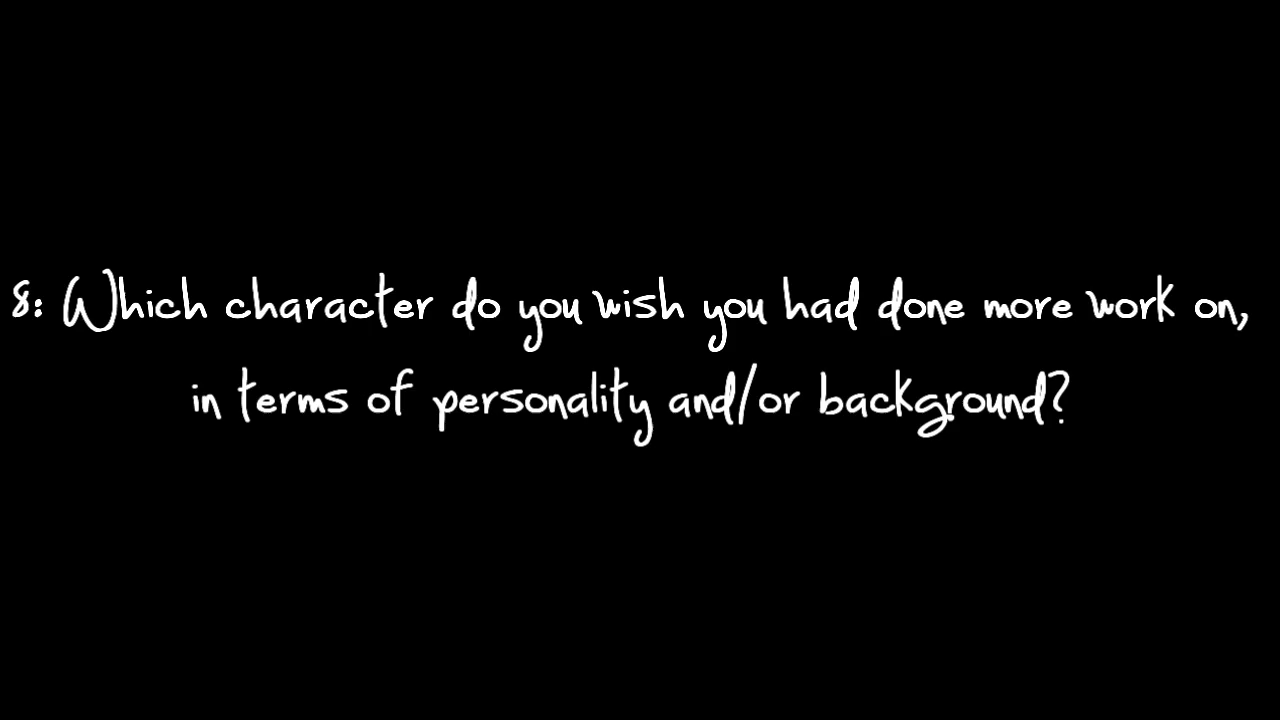 8: Which character do you wish you had done more work on,
in terms of personality and/or background?